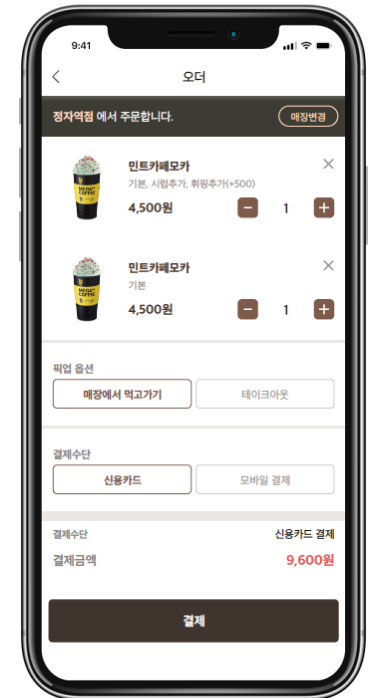 9:41
오더
정자역점 에서 주문합니다.
매장변경
민트카페모카
기본, 시럽추가, 휘핑추가(+500)
4,500원
1
MEGA
COFFEE
민트카페모카
기본
4,500원
1
MEGA
COFFEE
픽업 옵션
매장에서 먹고가기
테이크아웃
결제수단
신용카드
모바일 결제
결제수단
신용카드 결제
결제금액
9,600원
결제